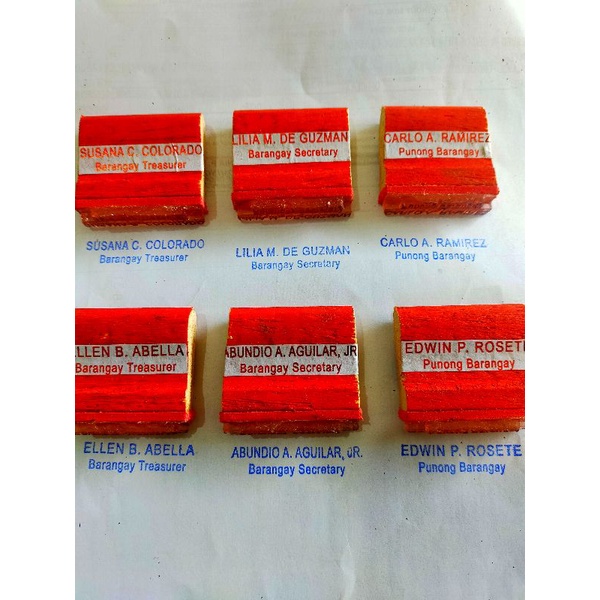 SUSANA C. COLORADO
Barangay Treasurer
LILIA M. DE GUZMAN
Barangay Secretary
CARLO A. RAMIREZ
Punong Barangay
SUSANA C. COLORADO
Barangay Treasurer
LILIA M. DE GUZMAN
Barangay Secretary
CARLO A. RAMIREZ
Punong Barangay
ELLEN B. ABELLA
Barangay Treasurer
ABUNDIO A. AGUILAR, JR.
Barangay Secretary
EDWIN P. ROSETE
Punong Barangay
ELLEN B. ABELLA
Barangay Treasurer
ABUNDIO A. AGUILAR, JR.
Barangay Secretary
EDWIN P. ROSETE
Punong Barangay